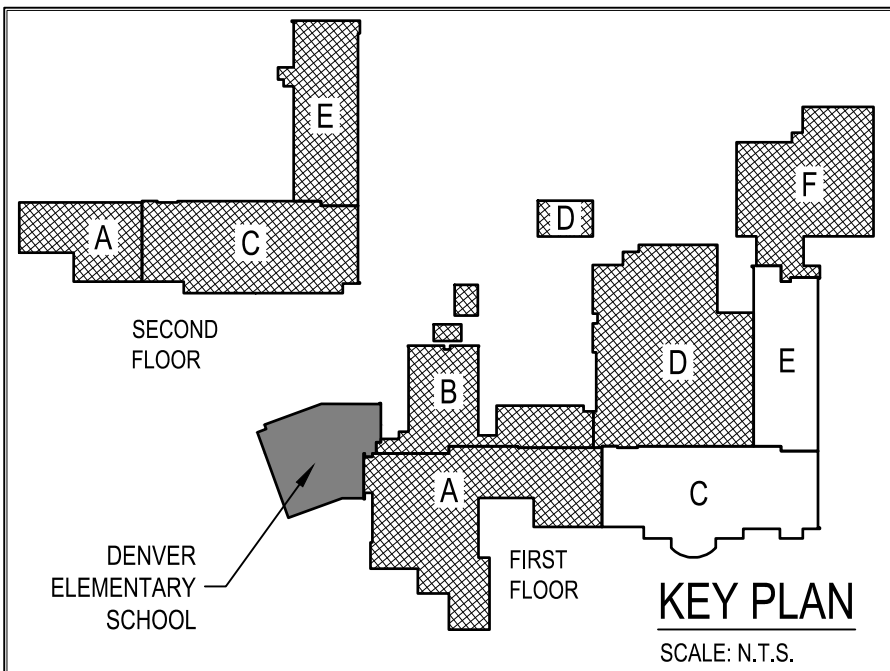 E
A
C
SECOND
FLOOR
F
D
D
E
B
A
C
DENVER
ELEMENTARY
SCHOOL
FIRST
FLOOR
KEY PLAN
SCALE: N.T.S.